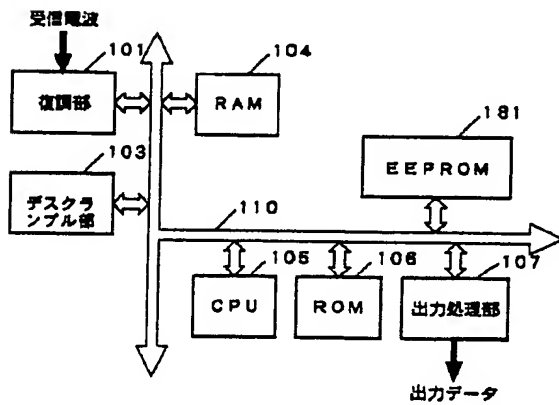 受信電波
101
復調部
104
RAM
103
デスクラ
ンブル部
181
EEPROM
110
105
CPU
106
ROM
107
出力処理部
出力データ